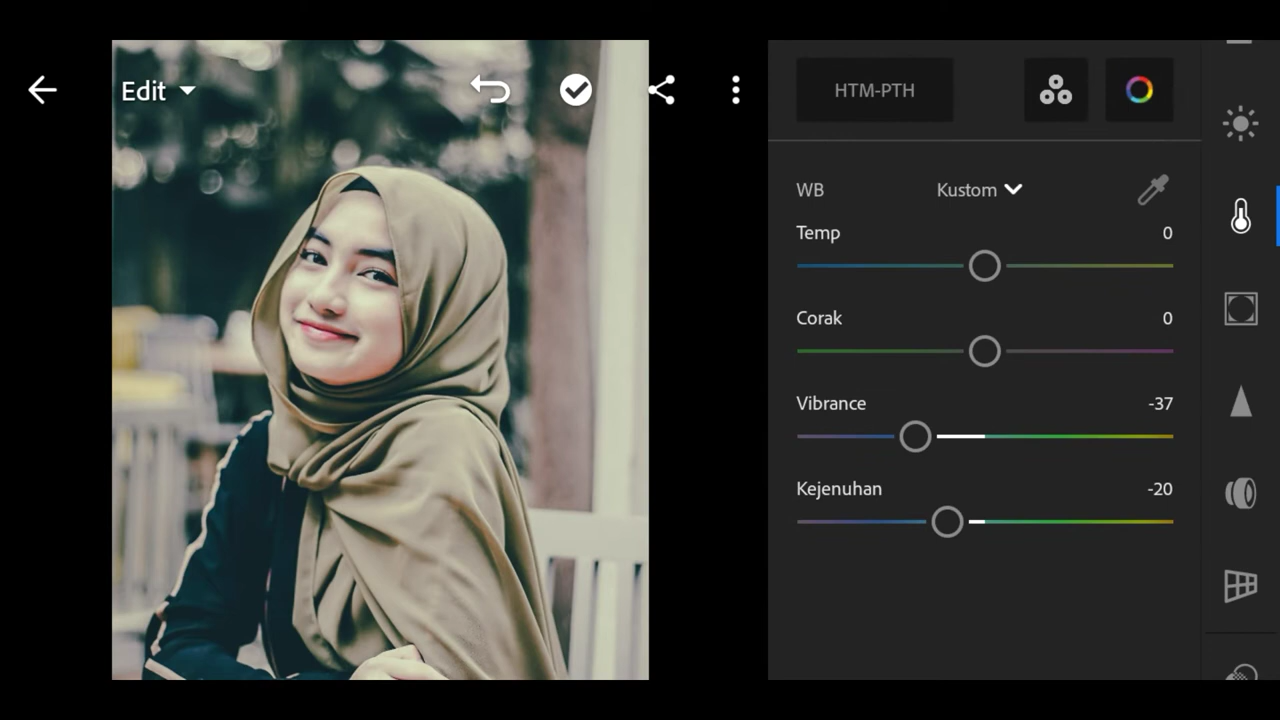 Edit
HTM-PTH
WB Kustom
Temp 0
Corak 0
Vibrance -37
Kejenuhan -20